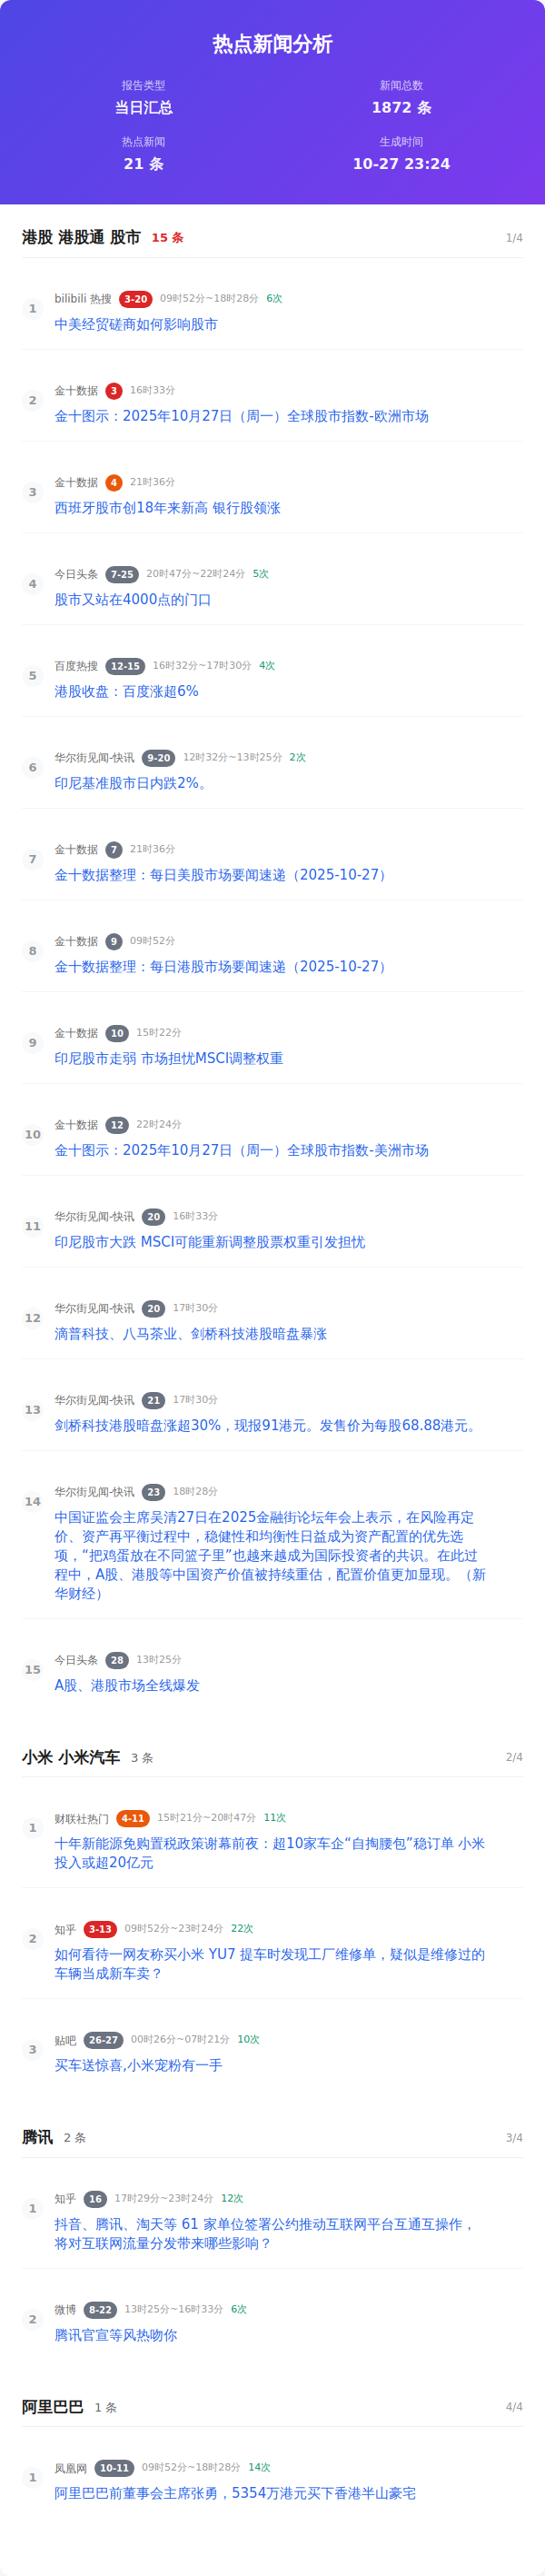 热点新闻分析
报告类型
新闻总数
当日汇总
1872 条
热点新闻
生成时间
21 条
10-27 23:24
港股 港股通 股市 15 条 1/4
1
bilibili 热搜 3-20 09时52分~18时28分 6次
中美经贸磋商如何影响股市
2
金十数据 3 16时33分
金十图示：2025年10月27日（周一）全球股市指数-欧洲市场
3
金十数据 4 21时36分
西班牙股市创18年来新高 银行股领涨
4
今日头条 7-25 20时47分~22时24分 5次
股市又站在4000点的门口
5
百度热搜 12-15 16时32分~17时30分 4次
港股收盘：百度涨超6%
6
华尔街见闻-快讯 9-20 12时32分~13时25分 2次
印尼基准股市日内跌2%。
7
金十数据 7 21时36分
金十数据整理：每日美股市场要闻速递（2025-10-27）
8
金十数据 9 09时52分
金十数据整理：每日港股市场要闻速递（2025-10-27）
9
金十数据 10 15时22分
印尼股市走弱 市场担忧MSCI调整权重
10
金十数据 12 22时24分
金十图示：2025年10月27日（周一）全球股市指数-美洲市场
11
华尔街见闻-快讯 20 16时33分
印尼股市大跌 MSCI可能重新调整股票权重引发担忧
12
华尔街见闻-快讯 20 17时30分
滴普科技、八马茶业、剑桥科技港股暗盘暴涨
13
华尔街见闻-快讯 21 17时30分
剑桥科技港股暗盘涨超30%，现报91港元。发售价为每股68.88港元。
14
华尔街见闻-快讯 23 18时28分
中国证监会主席吴清27日在2025金融街论坛年会上表示，在风险再定
价、资产再平衡过程中，稳健性和均衡性日益成为资产配置的优先选
项，“把鸡蛋放在不同篮子里”也越来越成为国际投资者的共识。在此过
程中，A股、港股等中国资产价值被持续重估，配置价值更加显现。（新
华财经）
15
今日头条 28 13时25分
A股、港股市场全线爆发
小米 小米汽车 3 条 2/4
1
财联社热门 4-11 15时21分~20时47分 11次
十年新能源免购置税政策谢幕前夜：超10家车企“自掏腰包”稳订单 小米
投入或超20亿元
2
知乎 3-13 09时52分~23时24分 22次
如何看待一网友称买小米 YU7 提车时发现工厂维修单，疑似是维修过的
车辆当成新车卖？
3
贴吧 26-27 00时26分~07时21分 10次
买车送惊喜,小米宠粉有一手
腾讯 2 条 3/4
1
知乎 16 17时29分~23时24分 12次
抖音、腾讯、淘天等 61 家单位签署公约推动互联网平台互通互操作，
将对互联网流量分发带来哪些影响？
2
微博 8-22 13时25分~16时33分 6次
腾讯官宣等风热吻你
阿里巴巴 1 条 4/4
1
凤凰网 10-11 09时52分~18时28分 14次
阿里巴巴前董事会主席张勇，5354万港元买下香港半山豪宅